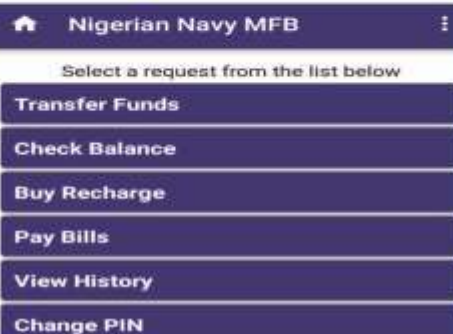 Nigerian Navy MFB
Select a request from the list below
Transfer Funds
Check Balance
Buy Recharge
Pay Bills
View History
Change PIN